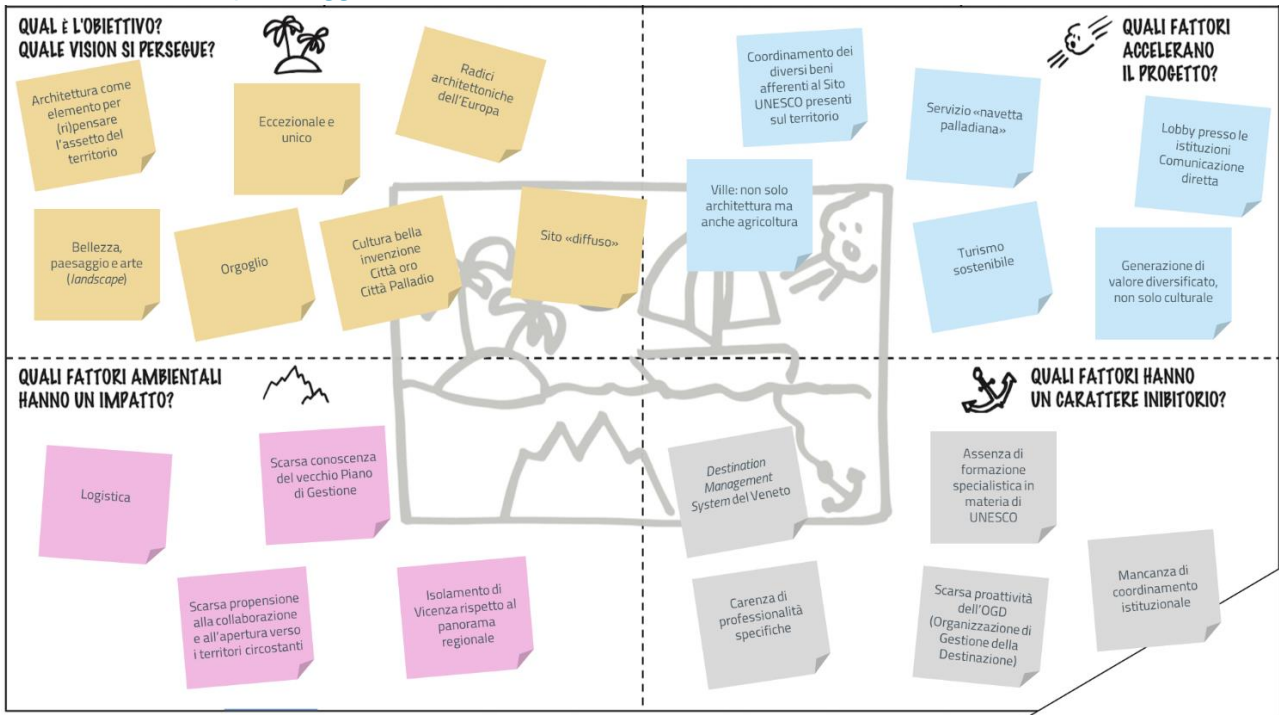 QUAL È L'OBIETTIVO?
QUALE VISION SI PERSEGUE?
Architettura come
elemento per
(ri)pensare
l'assetto del
territorio
Eccezionale e
unico
Radici
architettoniche
dell'Europa
Bellezza,
paesaggio e arte
(landscape)
Orgoglio
Cultura bella
invenzione
Città oro
Città Palladio
Sito «diffuso»
QUALI FATTORI
ACCELERANO
IL PROGETTO?
Coordinamento dei
diversi beni
afferenti al Sito
UNESCO presenti
sul territorio
Servizio «navetta
palladiana»
Lobby presso le
istituzioni
Comunicazione
diretta
Ville: non solo
architettura ma
anche agricoltura
Turismo
sostenibile
Generazione di
valore diversificato,
non solo culturale
QUALI FATTORI AMBIENTALI
HANNO UN IMPATTO?
Logistica
Scarsa conoscenza
del vecchio Piano
di Gestione
Scarsa propensione
alla collaborazione
e all'apertura verso
i territori circostanti
Isolamento di
Vicenza rispetto al
panorama
regionale
QUALI FATTORI HANNO
UN CARATTERE INIBITORIO?
Destination
Management
System del Veneto
Assenza di
formazione
specialistica in
materia di
UNESCO
Carenza di
professionalità
specifiche
Scarsa proattività
dell'OGD
(Organizzazione di
Gestione della
Destinazione)
Mancanza di
coordinamento
istituzionale